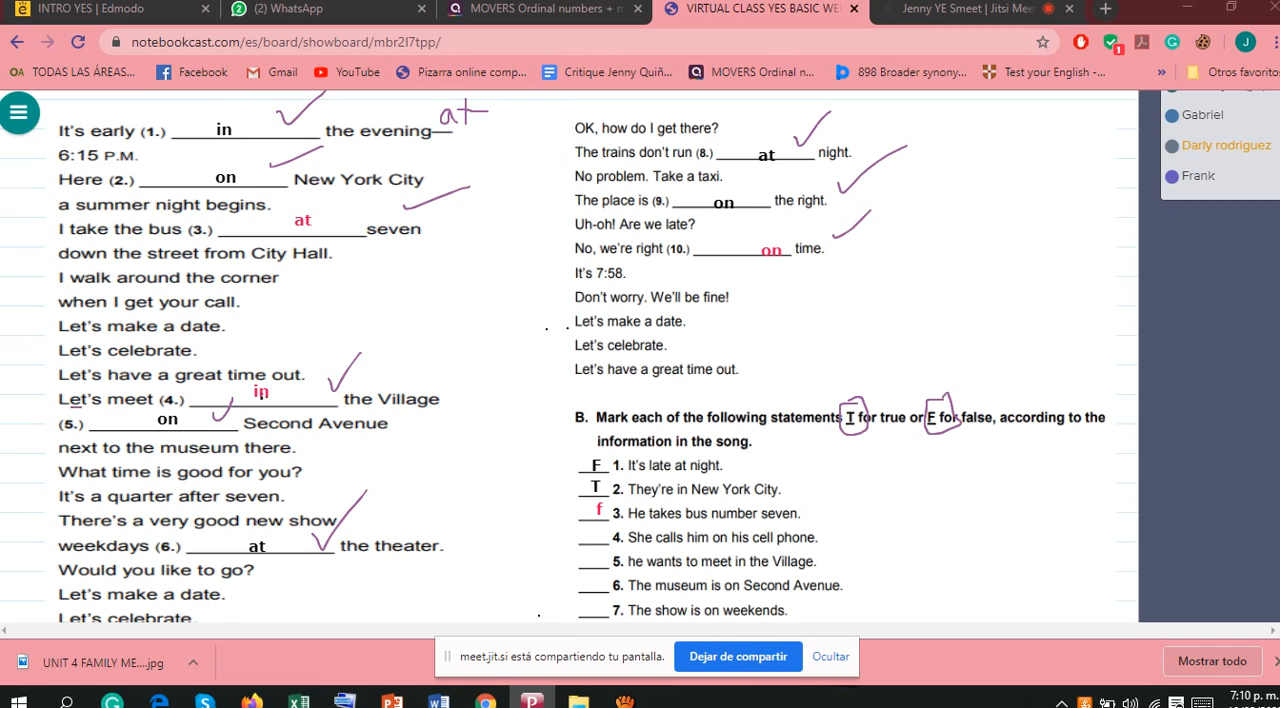 INTRO YES | Edmodo
(2) WhatsApp
MOVERS Ordinal numbers + m
VIRTUAL CLASS YES BASIC WE
Jenny YE Smeet | Jitsi Mee
notebookcast.com/es/board/showboard/mbr2l7tpp/
TODAS LAS ÁREAS...
Facebook
Gmail
YouTube
Pizarra online comp...
Critique Jenny Quiñ...
MOVERS Ordinal n...
898 Broader synony...
Test your English -...
Otros favoritos
at
It's early (1.) in the evening—
6:15 P.M.
Here (2.) on New York City
a summer night begins.
I take the bus (3.) at seven
down the street from City Hall.
I walk around the corner
when I get your call.
Let's make a date.
Let's celebrate.
Let's have a great time out.
Let's meet (4.) in the Village
(5.) on Second Avenue
next to the museum there.
What time is good for you?
It's a quarter after seven.
There's a very good new show
weekdays (6.) at the theater.
Would you like to go?
Let's make a date.
Let's celebrate.
OK, how do I get there?
The trains don't run (8.) at night.
No problem. Take a taxi.
The place is (9.) on the right.
Uh-oh! Are we late?
No, we're right (10.) on time.
It's 7:58.
Don't worry. We'll be fine!
Let's make a date.
Let's celebrate.
Let's have a great time out.
B. Mark each of the following statements T for true or F for false, according to the
information in the song.
F 1. It's late at night.
T 2. They're in New York City.
f 3. He takes bus number seven.
4. She calls him on his cell phone.
5. he wants to meet in the Village.
6. The museum is on Second Avenue.
7. The show is on weekends.
Gabriel
Darly rodriguez
Frank
meet.jit.si está compartiendo tu pantalla.
Dejar de compartir
Ocultar
UNIT 4 FAMILY ME....jpg
Mostrar todo
7:10 p. m.